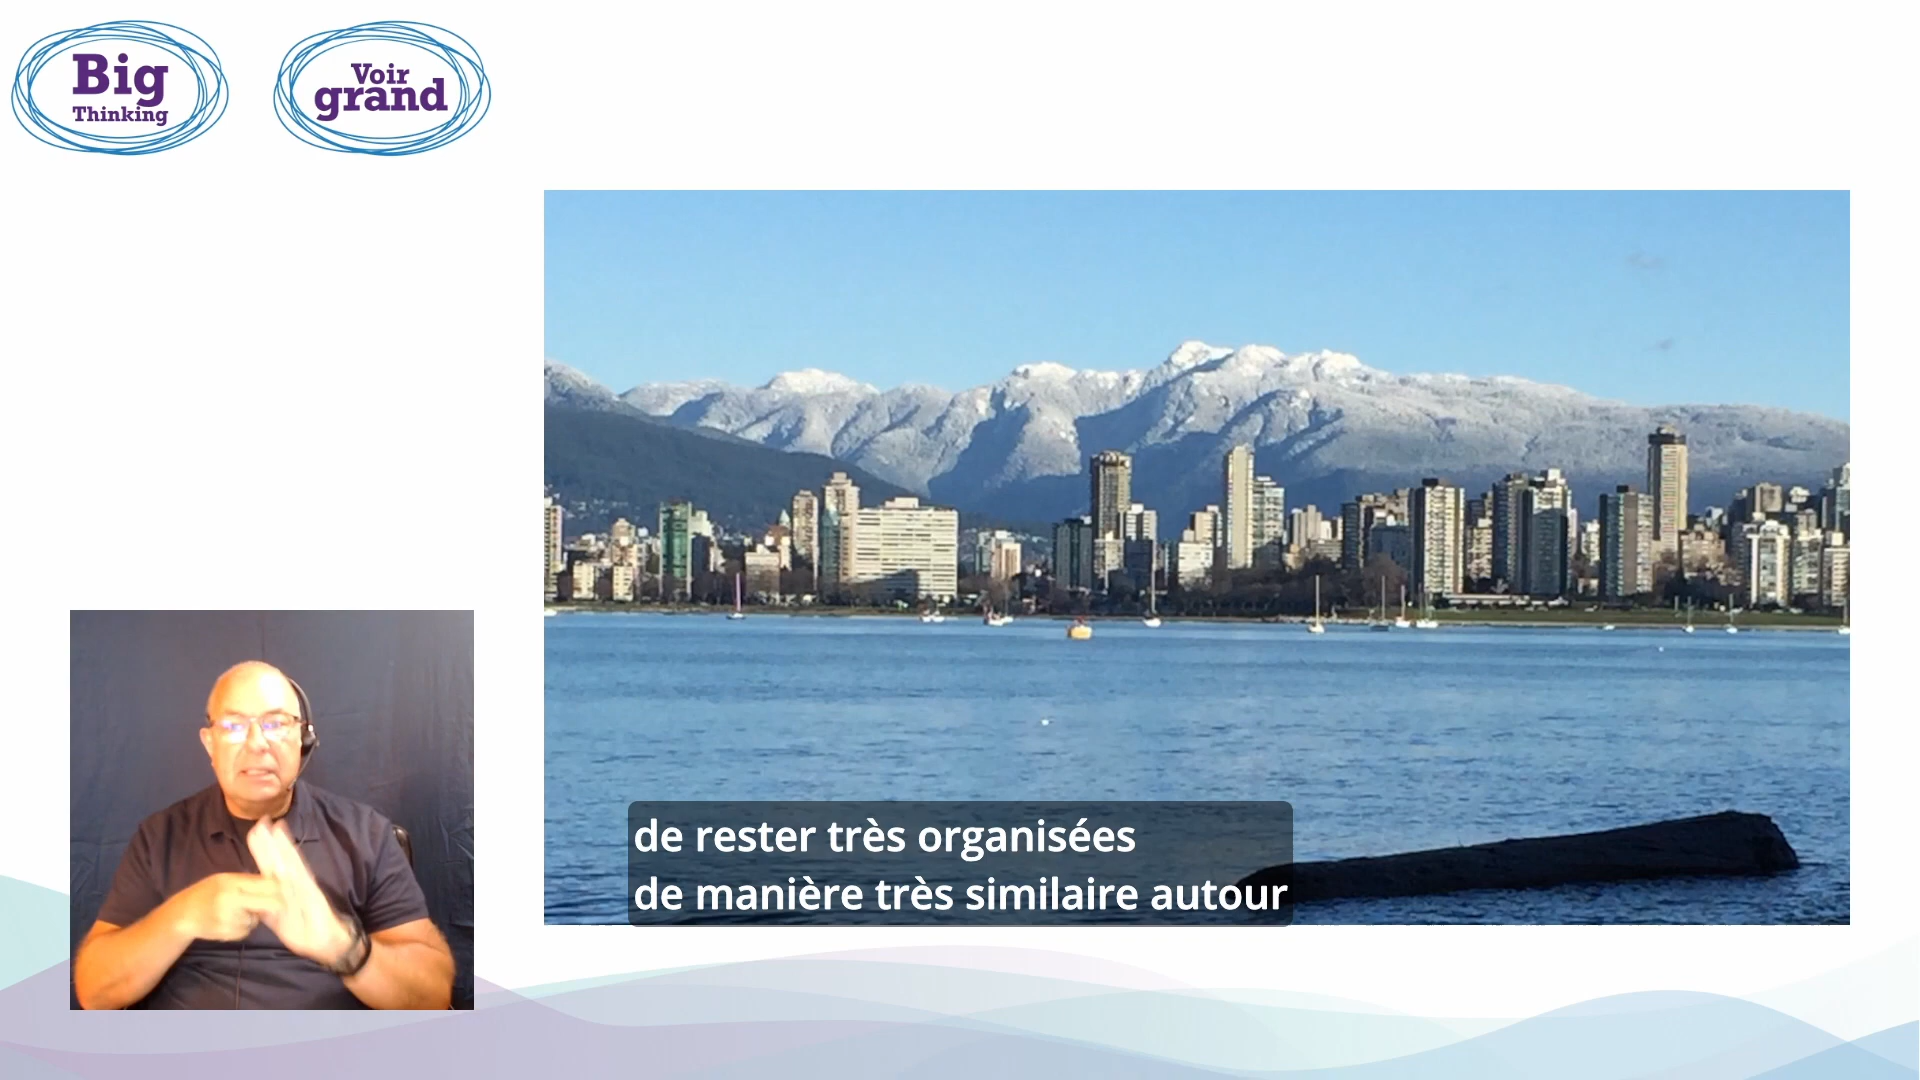 Big
Thinking
Voir
grand
de rester très organisées
de manière très similaire autour